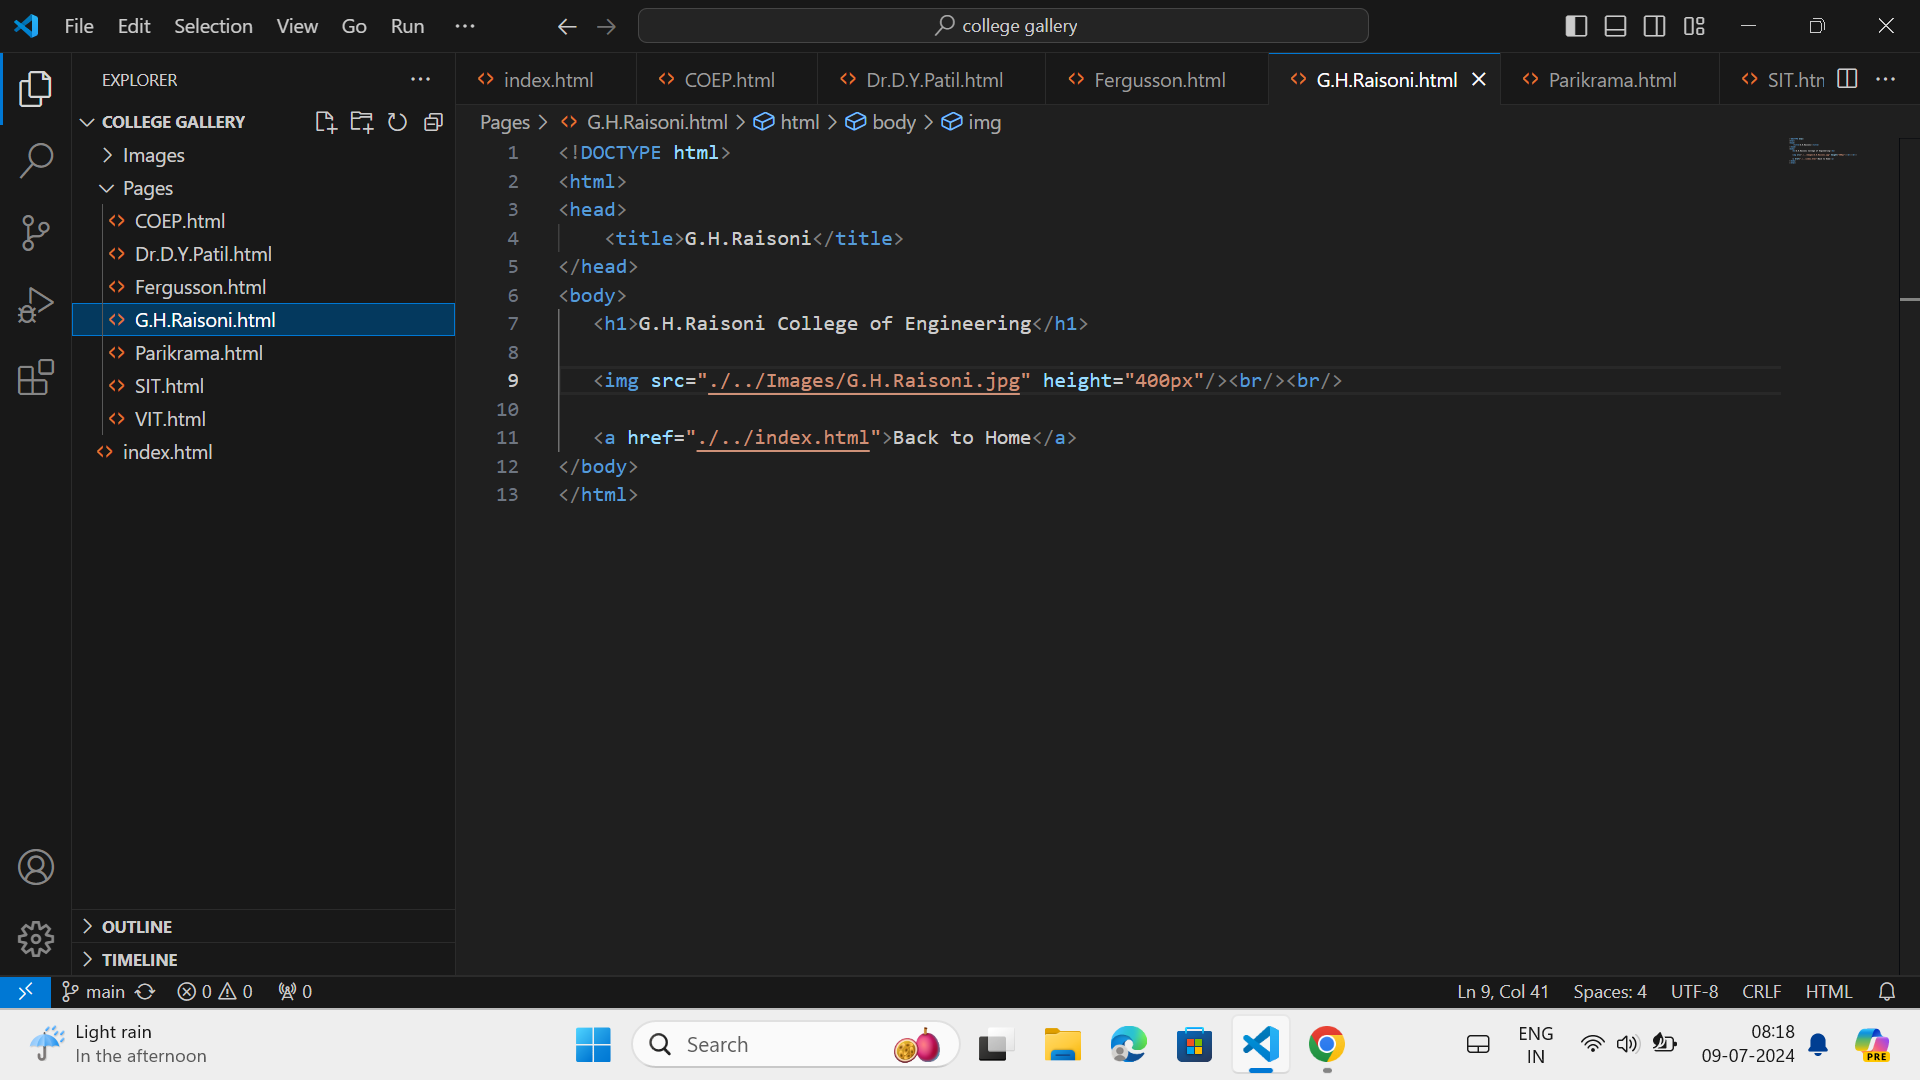 File Edit Selection View Go Run ···
college gallery
EXPLORER
COLLEGE GALLERY
Images
Pages
COEP.html
Dr.D.Y.Patil.html
Fergusson.html
G.H.Raisoni.html
Parikrama.html
SIT.html
VIT.html
index.html
OUTLINE
TIMELINE
index.html COEP.html Dr.D.Y.Patil.html Fergusson.html G.H.Raisoni.html Parikrama.html SIT.htm
Pages > G.H.Raisoni.html > html > body > img
1 <!DOCTYPE html>
2 <html>
3 <head>
4 <title>G.H.Raisoni</title>
5 </head>
6 <body>
7 <h1>G.H.Raisoni College of Engineering</h1>
8
9 <img src="./../Images/G.H.Raisoni.jpg" height="400px"/><br/><br/>
10
11 <a href="./../index.html">Back to Home</a>
12 </body>
13 </html>
main 0 0 0
Ln 9, Col 41 Spaces: 4 UTF-8 CRLF HTML
Light rain
In the afternoon
Search
ENG
IN
08:18
09-07-2024
PRE